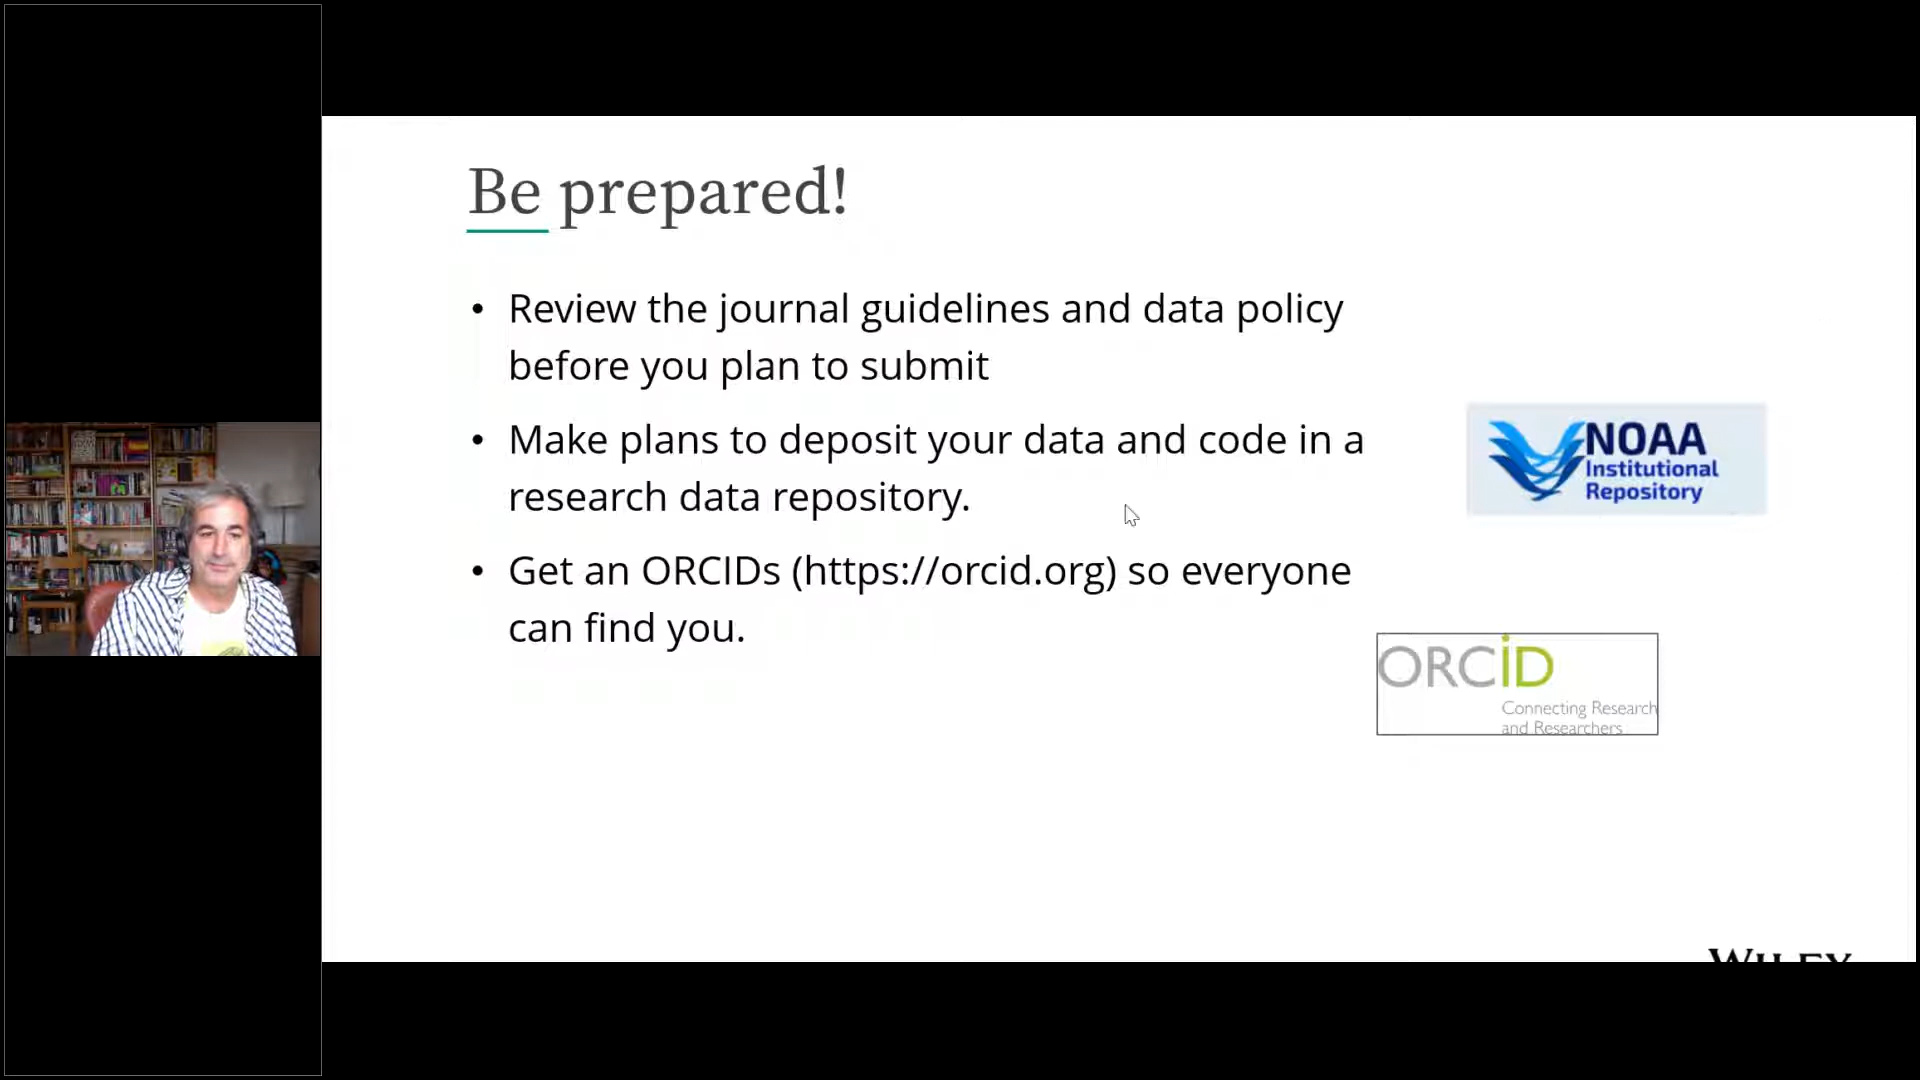 Be prepared!
• Review the journal guidelines and data policy
before you plan to submit
• Make plans to deposit your data and code in a
research data repository.
• Get an ORCIDs (https://orcid.org) so everyone
can find you.
NOAA
Institutional
Repository
ORCiD
Connecting Research
and Researchers
WILEY